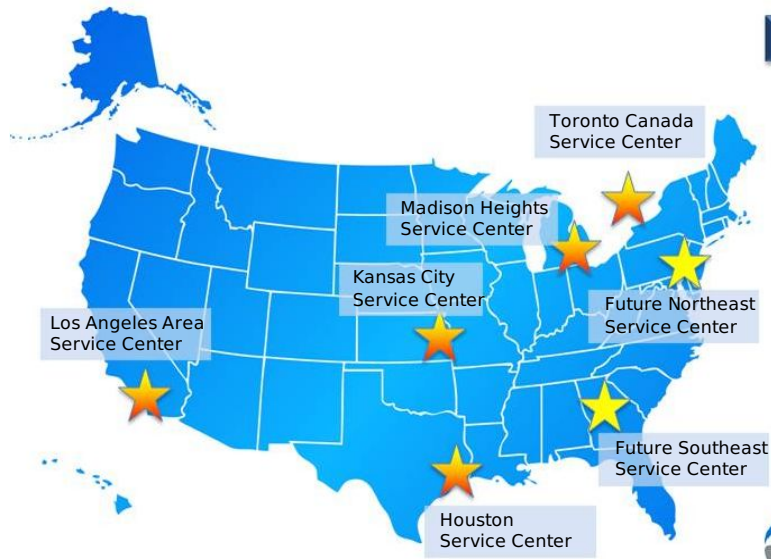 Toronto Canada
Service Center
Madison Heights
Service Center
Kansas City
Service Center
Future Northeast
Service Center
Los Angeles Area
Service Center
Future Southeast
Service Center
Houston
Service Center